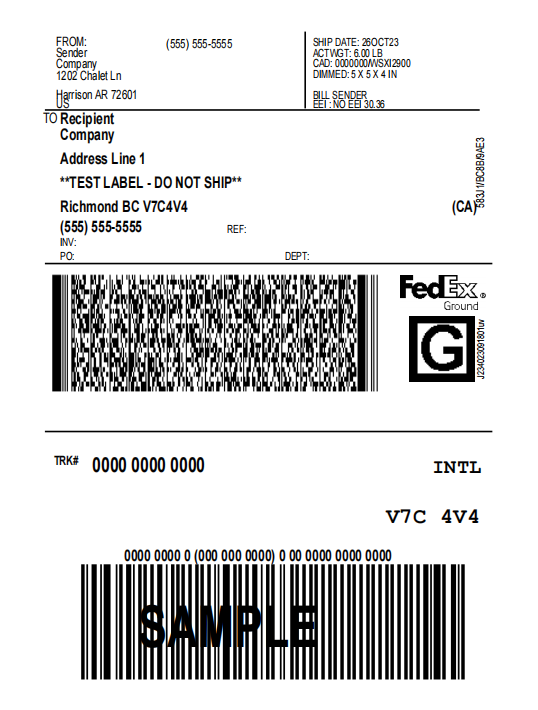 FROM: (555) 555-5555
Sender
Company
1202 Chalet Ln
Harrison AR 72601
US
SHIP DATE: 26OCT23
ACTWGT: 6.00 LB
CAD: 0000000/WSXI2900
DIMMED: 5 X 5 X 4 IN
BILL SENDER
EEI : NO EEI 30.36
TO Recipient
Company
Address Line 1
**TEST LABEL - DO NOT SHIP**
Richmond BC V7C4V4 (CA)
(555) 555-5555 REF:
INV:
PO: DEPT:
583J1/BC8B/9AE3
FedEx®
Ground
G
J234023091801uv
TRK# 0000 0000 0000 INTL
V7C 4V4
0000 0000 0 (000 000 0000) 0 00 0000 0000 0000
SAMPLE